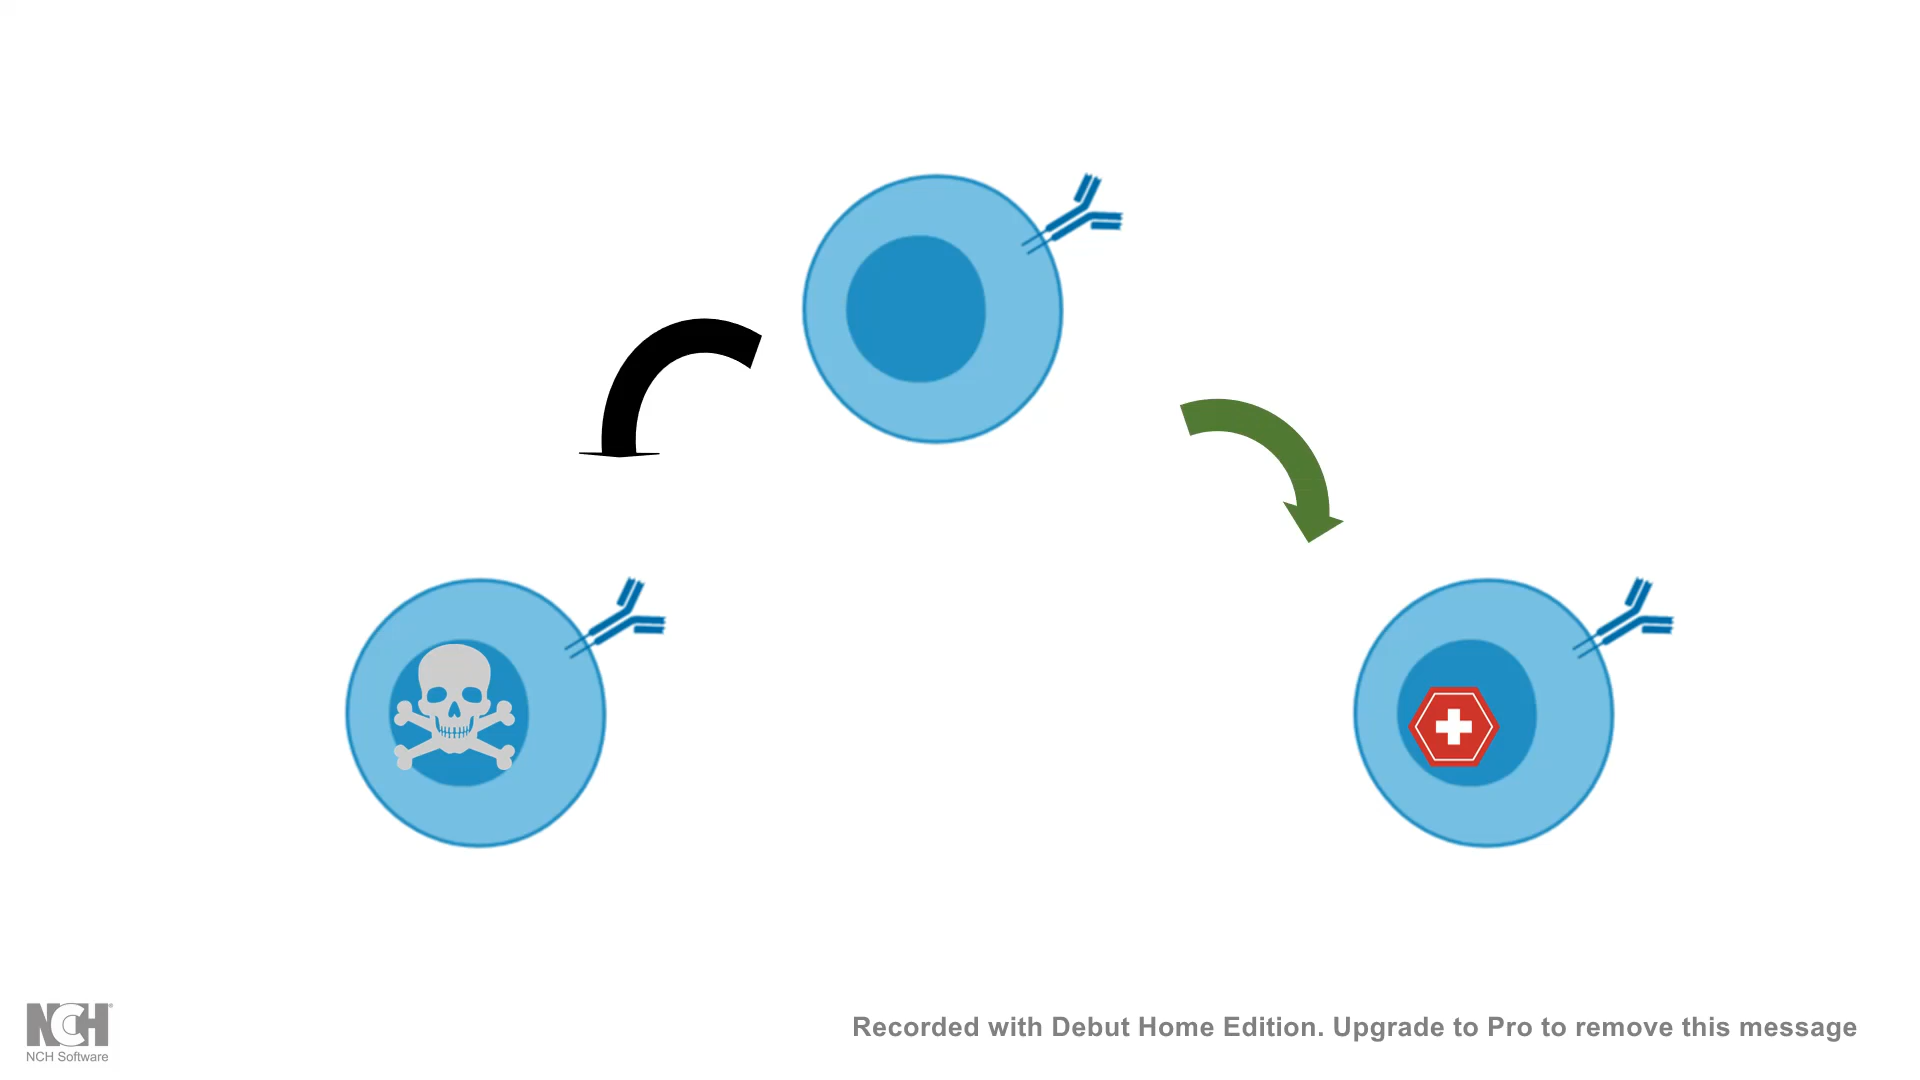 NCH®
NCH Software
Recorded with Debut Home Edition. Upgrade to Pro to remove this message